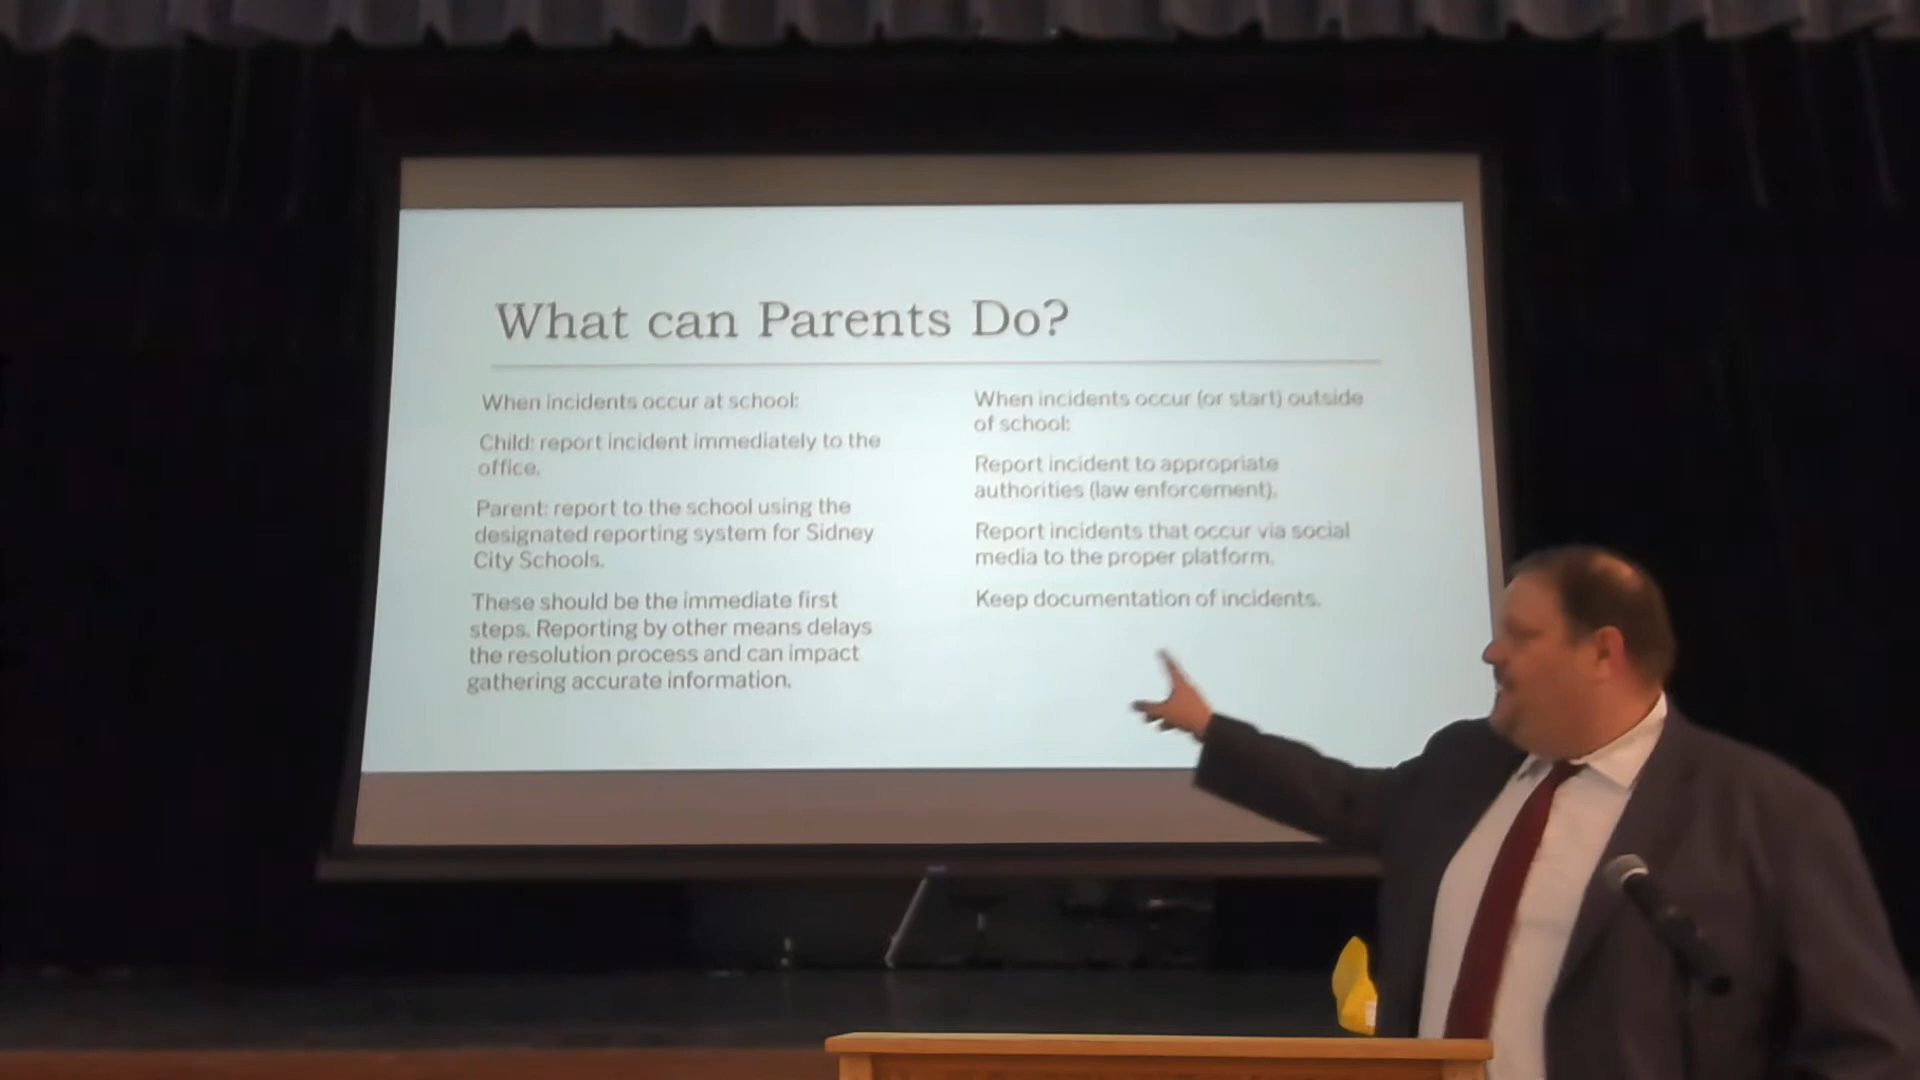 What can Parents Do?
When incidents occur at school:
Child: report incident immediately to the
office.
Parent: report to the school using the
designated reporting system for Sidney
City Schools.
These should be the immediate first
steps. Reporting by other means delays
the resolution process and can impact
gathering accurate information.
When incidents occur (or start) outside
of school:
Report incident to appropriate
authorities (law enforcement).
Report incidents that occur via social
media to the proper platform.
Keep documentation of incidents.